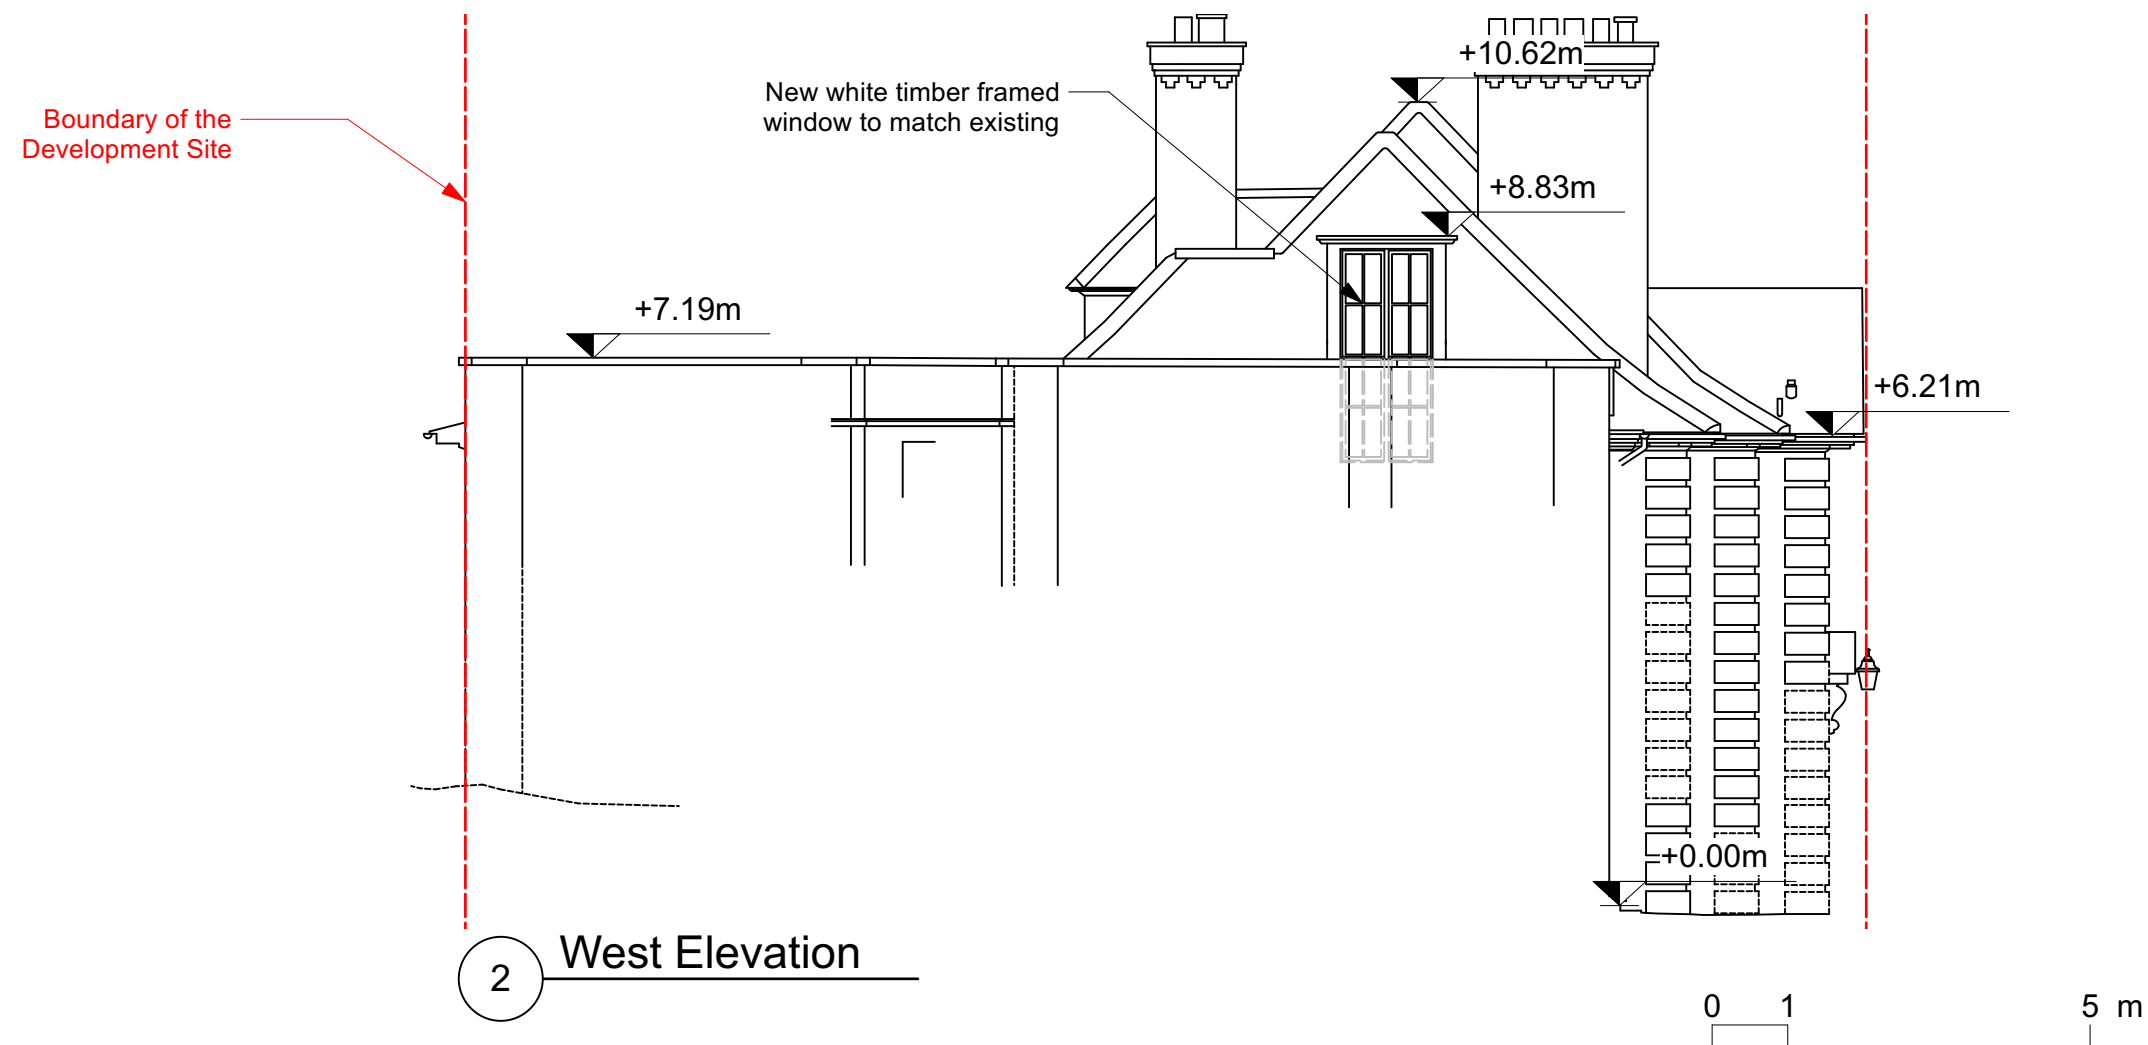 +10.62m
New white timber framed
window to match existing
Boundary of the
Development Site
+8.83m
+7.19m
+6.21m
+0.00m
2 West Elevation
0 1 5 m